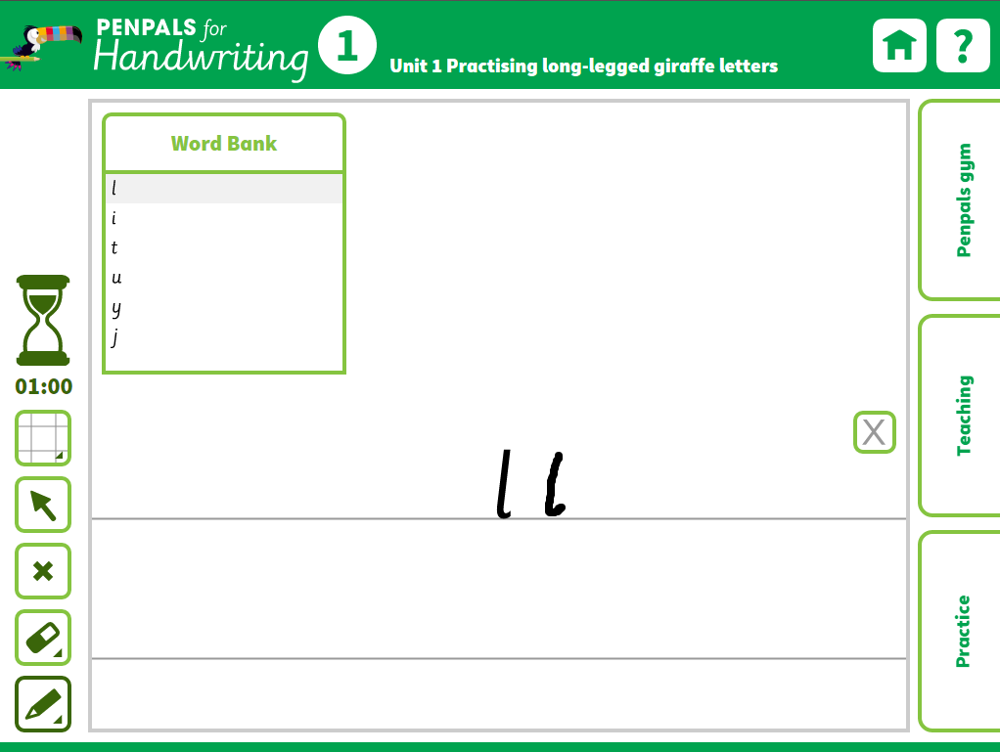 PENPALS for
Handwriting
1
Unit 1 Practising long-legged giraffe letters
?
Word Bank
l
i
t
u
y
j
01:00
X
l l
Penpals gym
Teaching
Practice